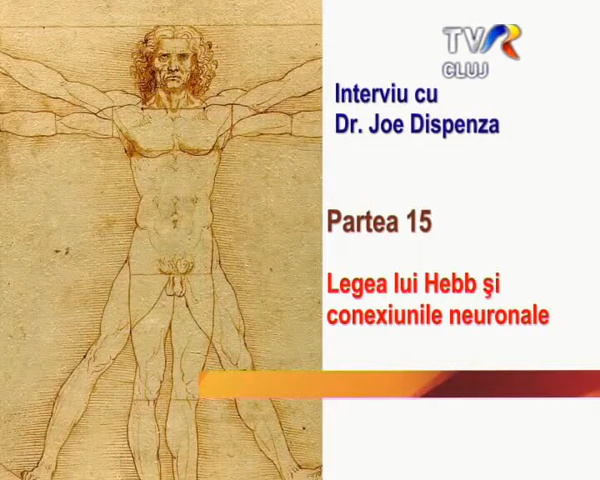 TVR
CLUJ
Interviu cu
Dr. Joe Dispenza
Partea 15
Legea lui Hebb şi
conexiunile neuronale